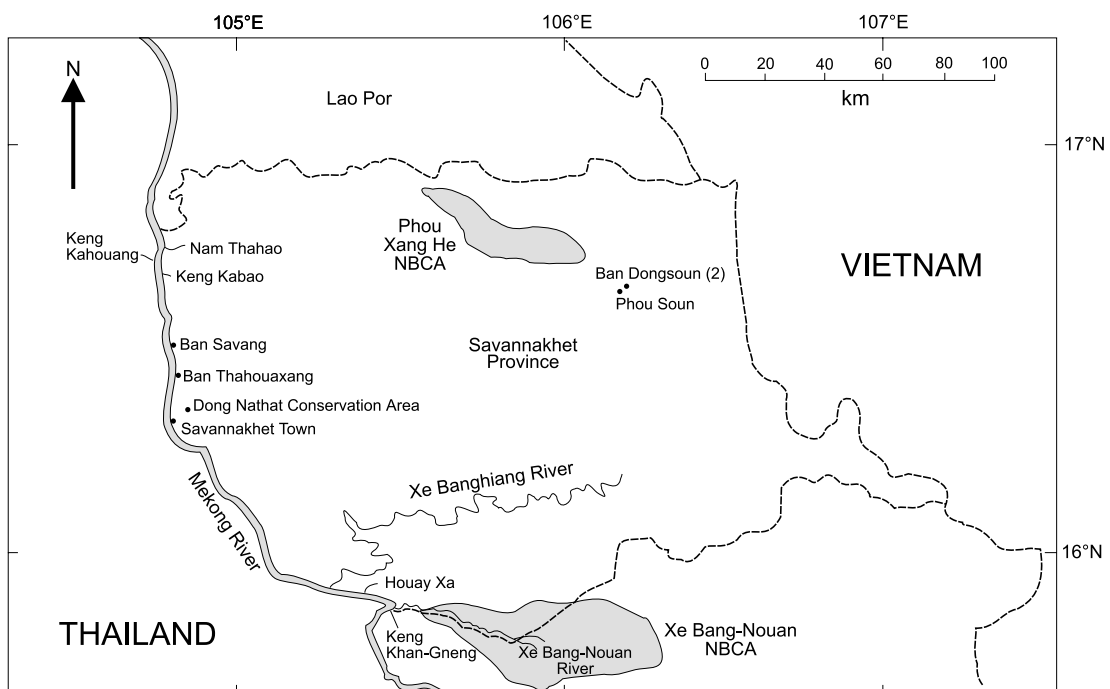 105°E
106°E
107°E
N
0 20 40 60 80 100
km
Lao Por
17°N
Phou
Xang He
NBCA
Keng
Kahouang
Nam Thahao
Keng Kabao
VIETNAM
Ban Dongsoun (2)
Phou Soun
Ban Savang
Savannakhet
Province
Ban Thahouaxang
Dong Nathat Conservation Area
Savannakhet Town
Xe Banghiang River
Mekong River
16°N
Houay Xa
THAILAND
Keng
Khan-Gneng
Xe Bang-Nouan
River
Xe Bang-Nouan
NBCA